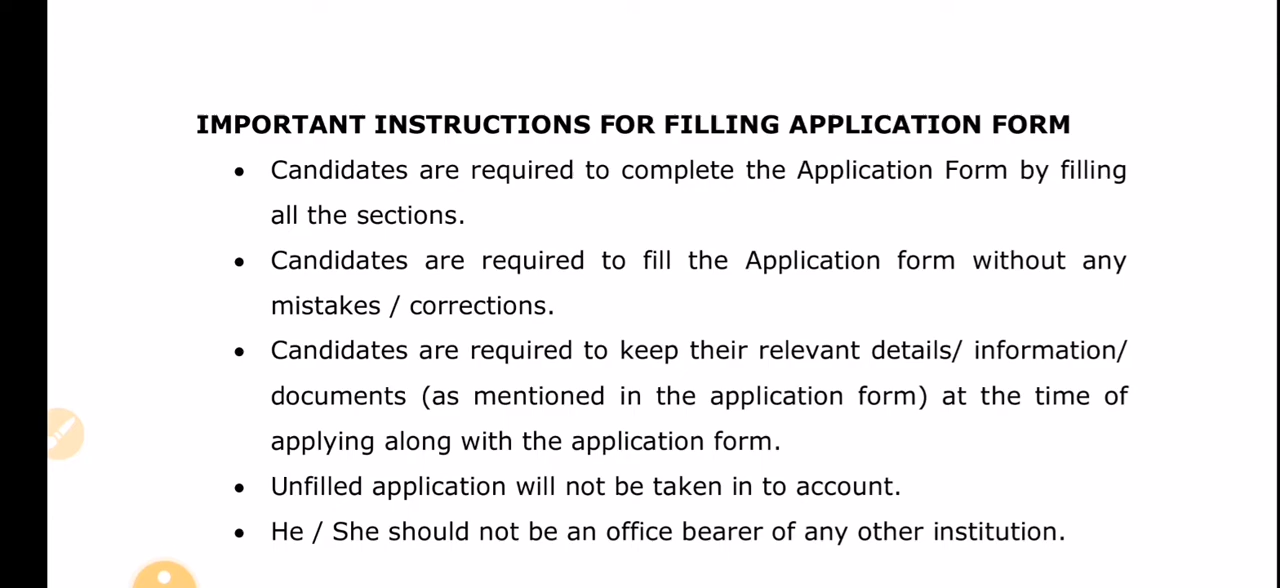 IMPORTANT INSTRUCTIONS FOR FILLING APPLICATION FORM
• Candidates are required to complete the Application Form by filling
all the sections.
• Candidates are required to fill the Application form without any
mistakes / corrections.
• Candidates are required to keep their relevant details/ information/
documents (as mentioned in the application form) at the time of
applying along with the application form.
• Unfilled application will not be taken in to account.
• He / She should not be an office bearer of any other institution.